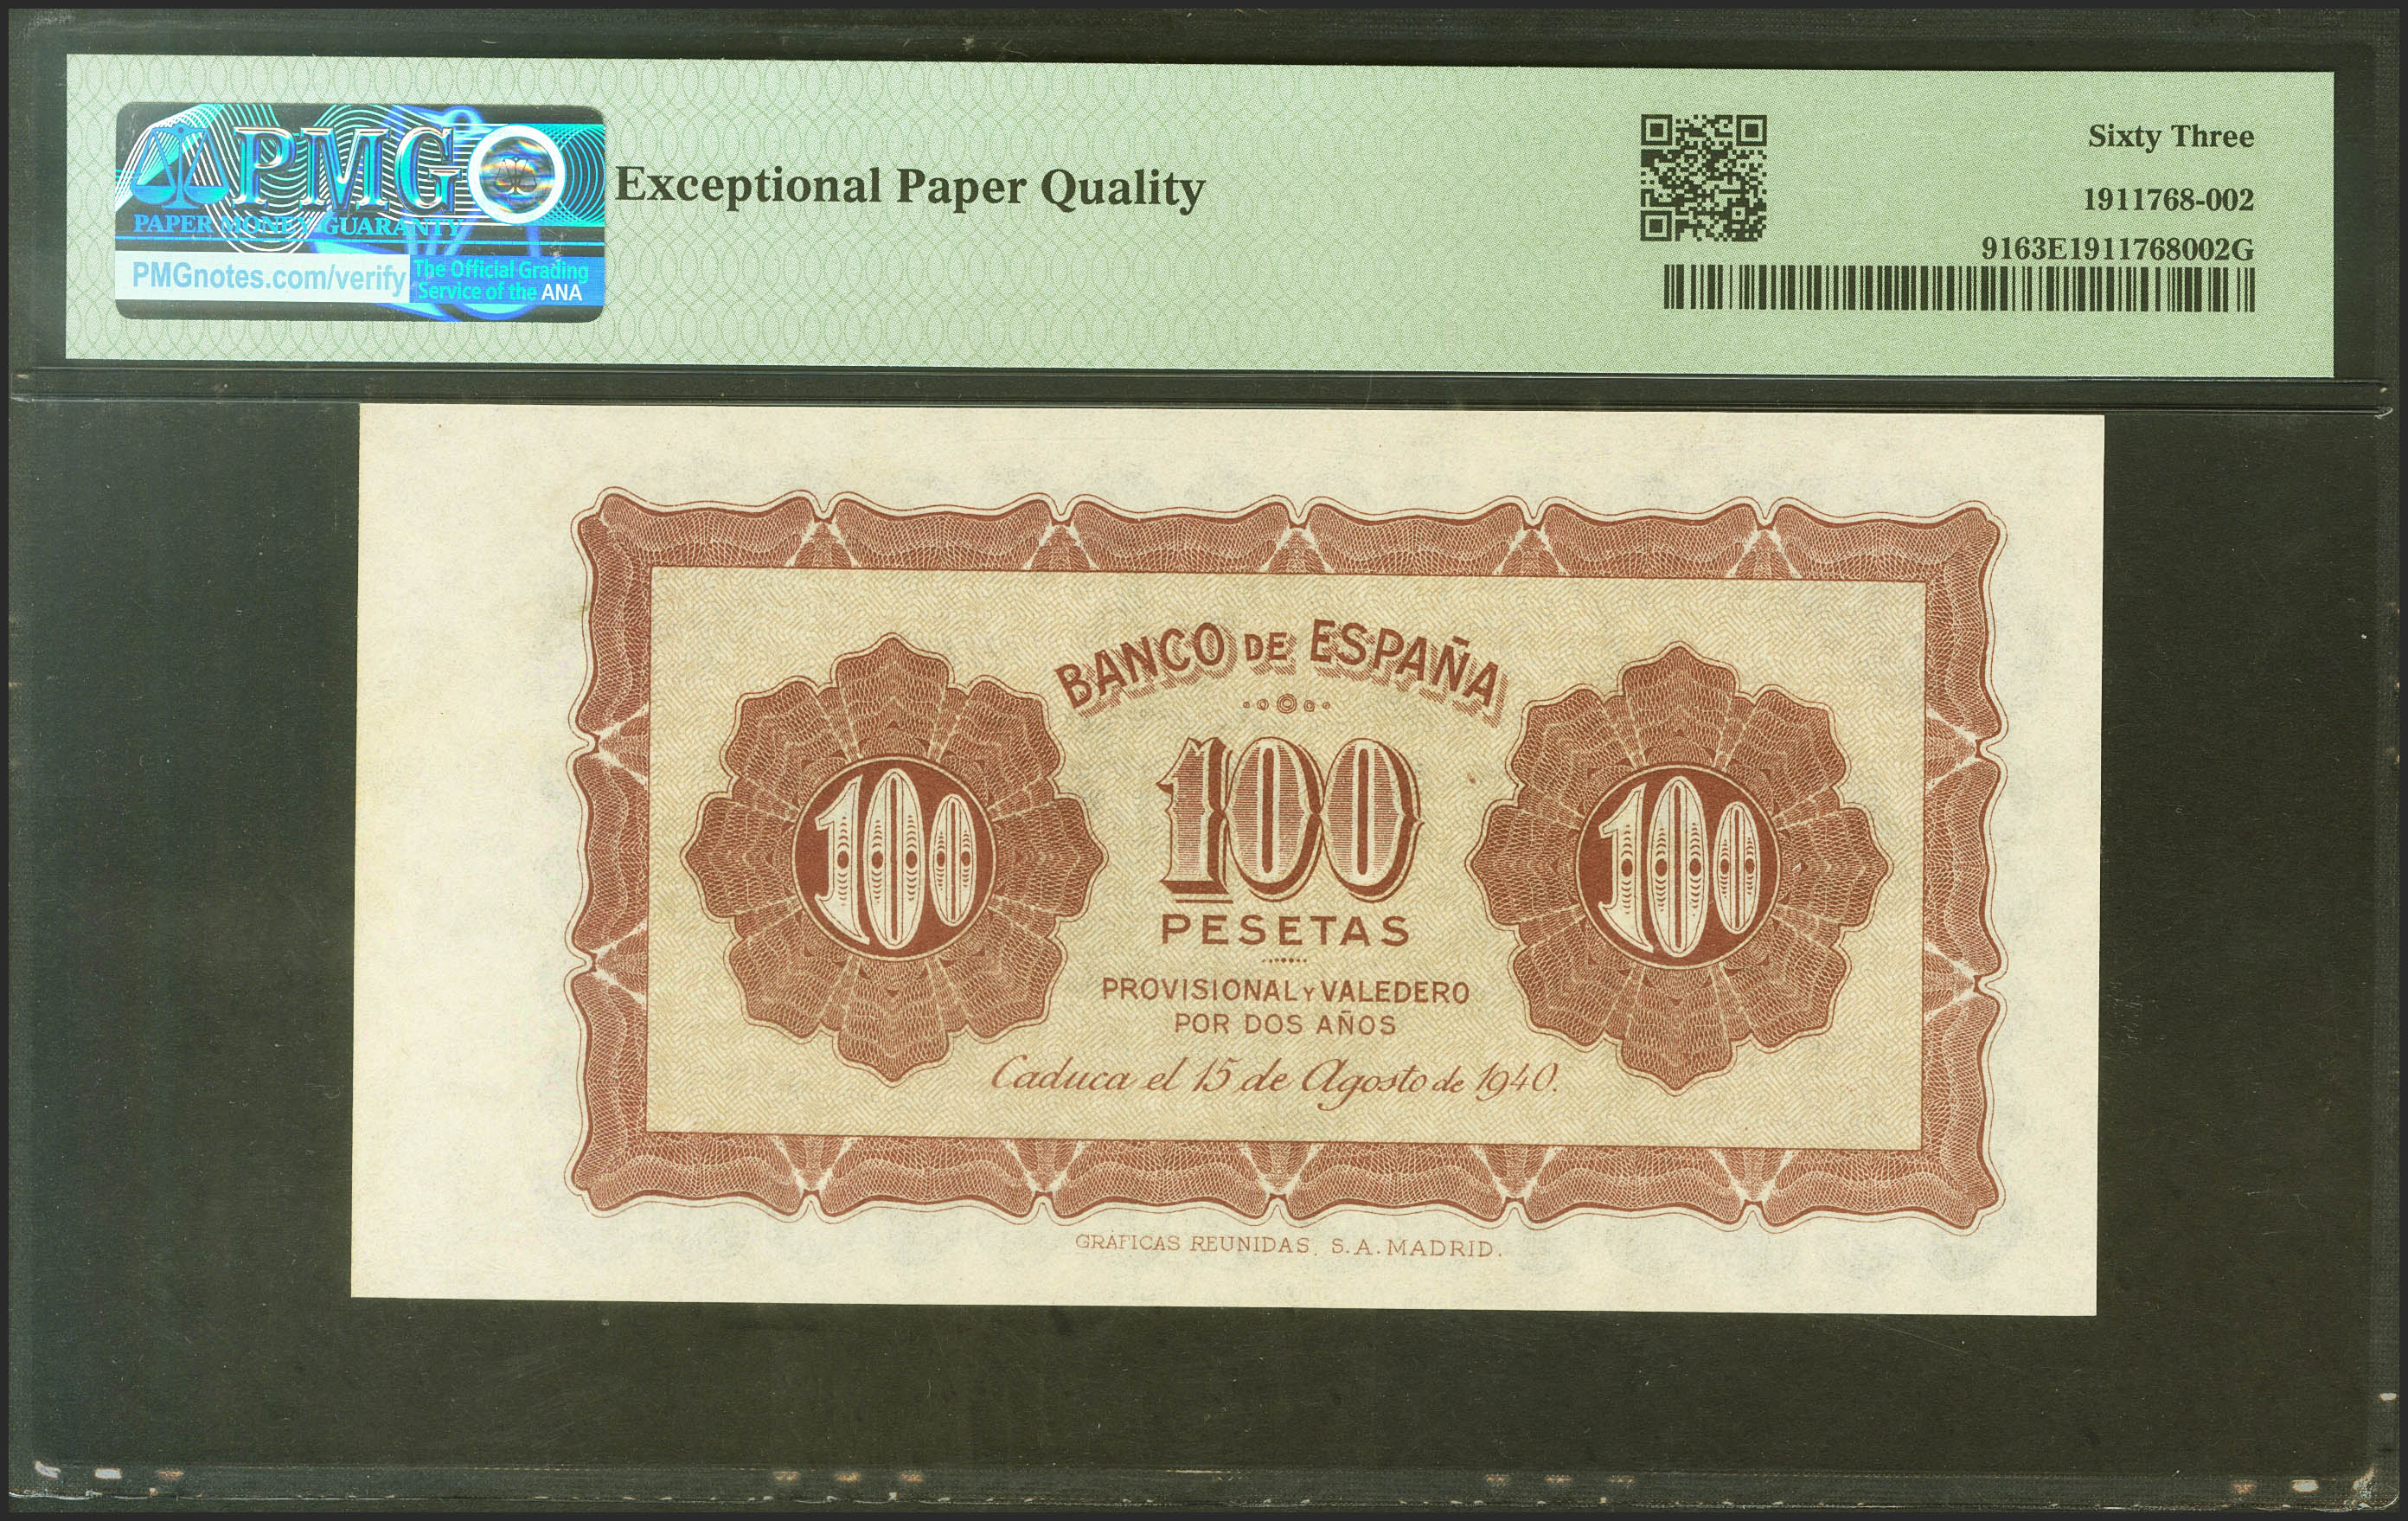 PMG
PAPER MONEY GUARANTY
PMGnotes.com/verify
The Official Grading
Service of the ANA
Exceptional Paper Quality
Sixty Three
1911768-002
9163E1911768002G
BANCO DE ESPAÑA
100
100
100
PESETAS
PROVISIONAL Y VALEDERO
POR DOS AÑOS
Caduca el 15 de Agosto de 1940.
GRÁFICAS REUNIDAS, S.A. MADRID.